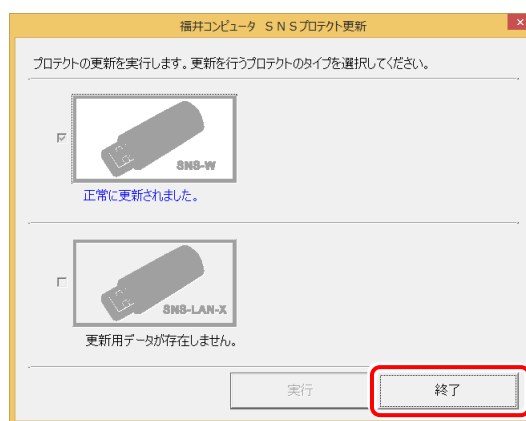 福井コンピュータ SNSプロテクト更新
プロテクトの更新を実行します。更新を行うプロテクトのタイプを選択してください。
SNS-W
正常に更新されました。
SNS-LAN-X
更新用データが存在しません。
実行
終了